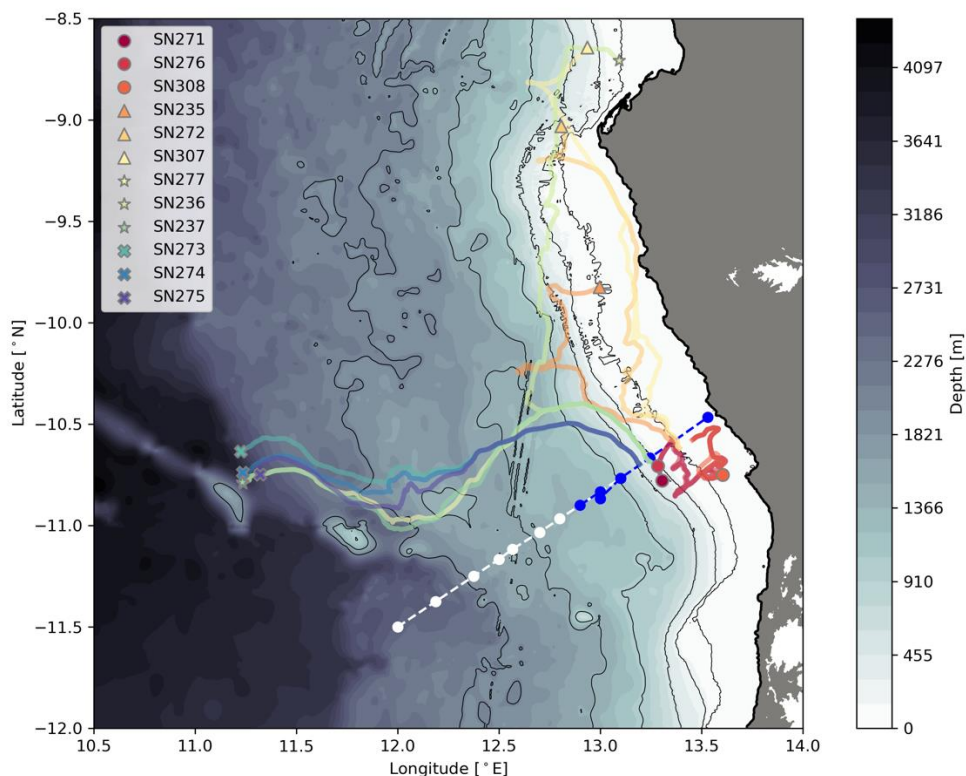 SN271
SN276
SN308
SN235
SN272
SN307
SN277
SN236
SN237
SN273
SN274
SN275
−8.5
−9.0
−9.5
−10.0
−10.5
−11.0
−11.5
−12.0
Latitude [°N]
10.5 11.0 11.5 12.0 12.5 13.0 13.5 14.0
Longitude [°E]
4097
3641
3186
2731
2276
1821
1366
910
455
0
Depth [m]